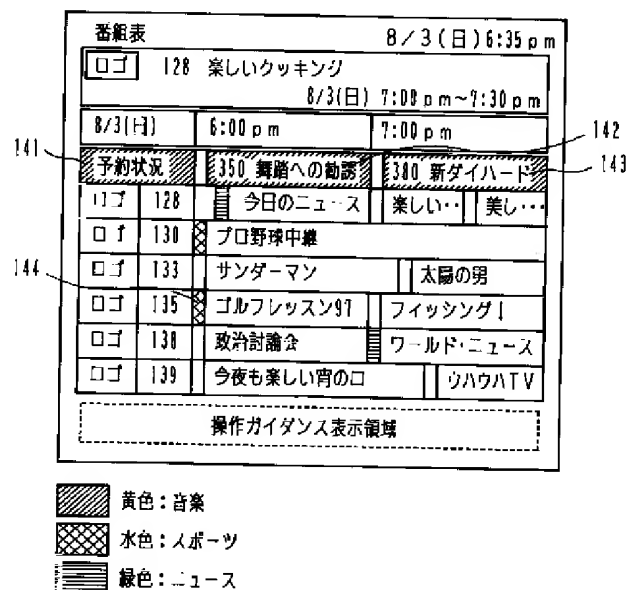 番組表 8/3(日)6:35pm
ロゴ 128 楽しいクッキング
8/3(日) 7:00pm~7:30pm
8/3(日) 6:00pm 7:00pm
141 予約状況 350 舞踏への勧誘 380 新ダイハード 142 143
ロゴ 128 今日のニュース 楽しい・・ 美し・・・
ロゴ 130 プロ野球中継
ロゴ 133 サンダーマン 太陽の男
144 ロゴ 135 ゴルフレッスン97 フィッシング!
ロゴ 138 政治討論会 ワールド・ニュース
ロゴ 139 今夜も楽しい宵の口 ウハウハTV
操作ガイダンス表示領域
黄色:音楽
水色:スポーツ
緑色:ニュース